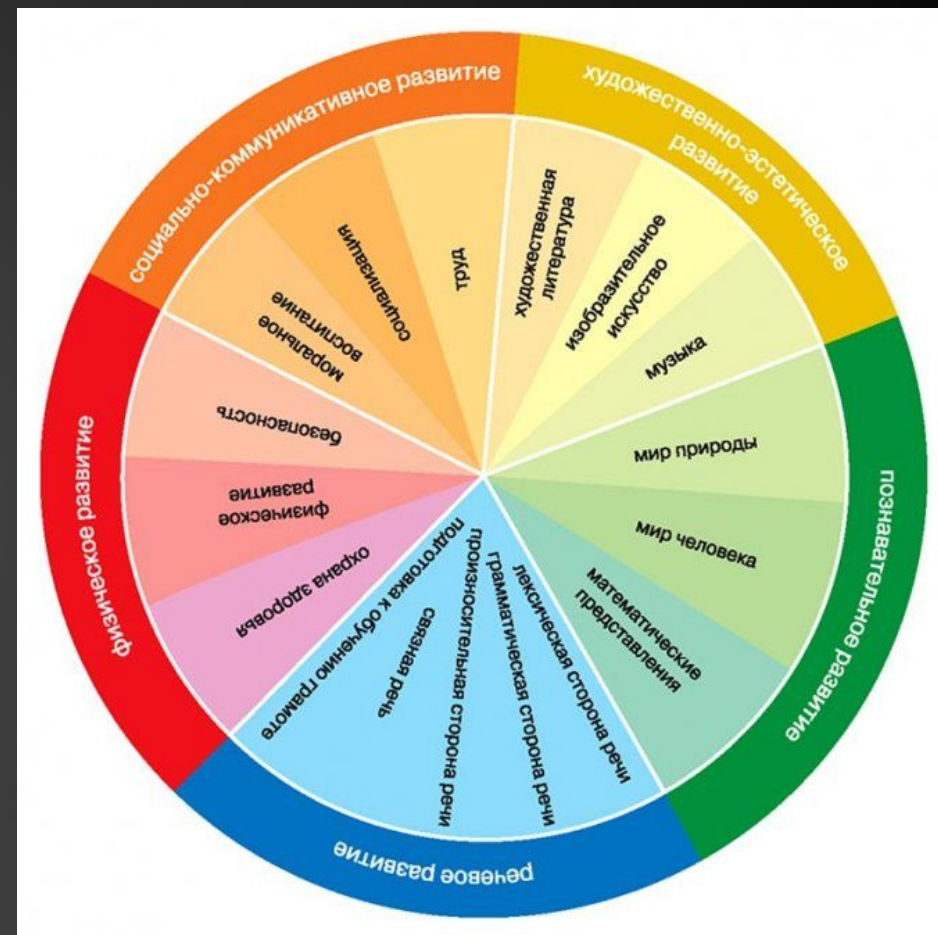 социально-коммуникативное развитие
моральное
воспитание
социализация
труд
художественно-эстетическое
развитие
художественная
литература
изобразительное
искусство
музыка
познавательное развитие
мир природы
мир человека
математические
представления
речевое развитие
лексическая сторона речи
грамматическая сторона речи
произносительная сторона речи
связная речь
подготовка к обучению грамоте
физическое развитие
охрана здоровья
физическое
развитие
безопасность